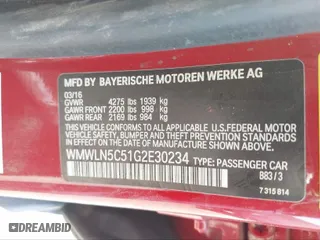 MFD BY BAYERISCHE MOTOREN WERKE AG
03/16
GVWR 4275 lbs 1939 kg
GAWR FRONT 2200 lbs 998 kg
GAWR REAR 2169 lbs 984 kg
THIS VEHICLE CONFORMS TO ALL APPLICABLE
FEDERAL MOTOR VEHICLE SAFETY, BUMPER,
AND THEFT PREVENTION STANDARDS IN EFFECT ON
THE DATE OF MANUFACTURE SHOWN ABOVE.
WMWLN5C51G2E30234 TYPE: PASSENGER CAR
B83 / 3
7 315 814
DREAMBID